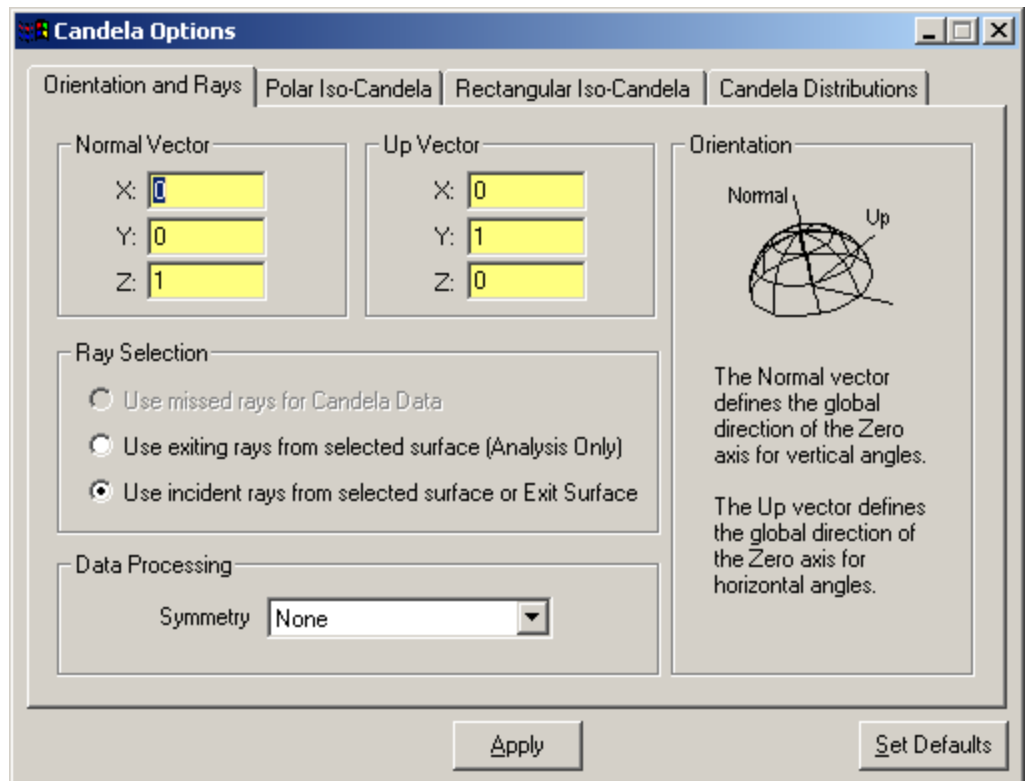 Candela Options
Orientation and Rays
Polar Iso-Candela
Rectangular Iso-Candela
Candela Distributions
Normal Vector
X: 0
Y: 0
Z: 1
Up Vector
X: 0
Y: 1
Z: 0
Orientation
Normal
Up
The Normal vector
defines the global
direction of the Zero
axis for vertical angles.
The Up vector defines
the global direction of
the Zero axis for
horizontal angles.
Ray Selection
Use missed rays for Candela Data
Use exiting rays from selected surface (Analysis Only)
Use incident rays from selected surface or Exit Surface
Data Processing
Symmetry None
Apply
Set Defaults